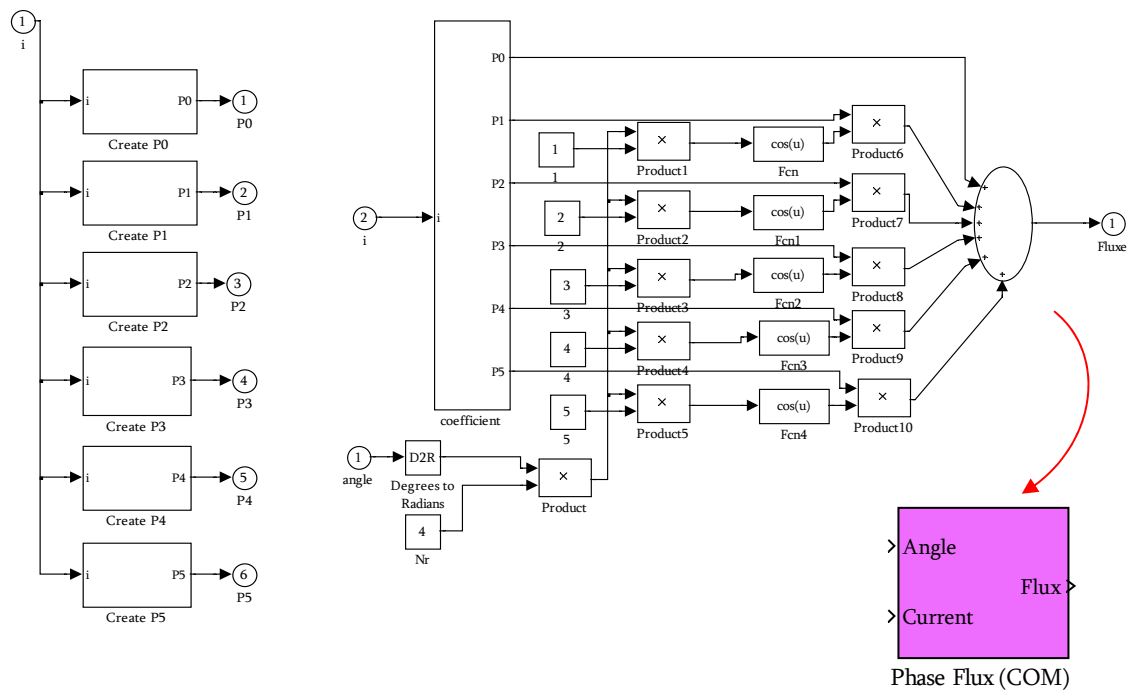 1
i
i
P0
1
Create P0
P0
i
P1
2
Create P1
P1
i
P2
3
Create P2
P2
i
P3
4
Create P3
P3
i
P4
5
Create P4
P4
i
P5
6
Create P5
P5
2
i
i
P0
P1
P2
P3
P4
P5
coefficient
1
1
2
2
3
3
4
4
5
5
×
Product1
×
Product2
×
Product3
×
Product4
×
Product5
cos(u)
Fcn
cos(u)
Fcn1
cos(u)
Fcn2
cos(u)
Fcn3
cos(u)
Fcn4
×
Product6
×
Product7
×
Product8
×
Product9
×
Product10
+
+
+
+
+
+
1
Fluxe
1
angle
D2R
Degrees to
Radians
4
Nr
×
Product
Angle
Flux
Current
Phase Flux (COM)